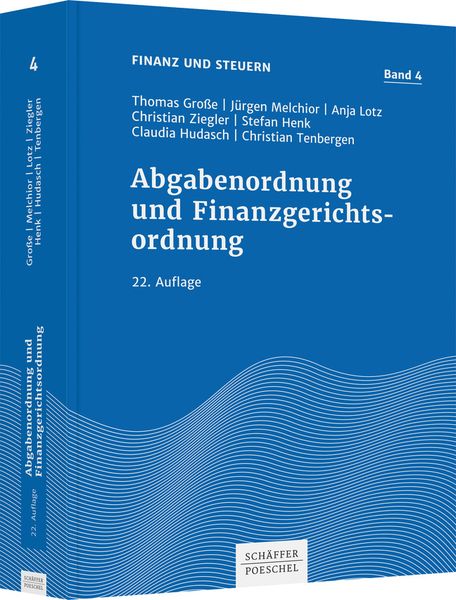 4
Große | Melchior | Lotz | Ziegler
Henk | Hudasch | Tenbergen
Abgabenordnung und
Finanzgerichtsordnung
22. Auflage
SCHÄFFER
POESCHEL
FINANZ UND STEUERN
Band 4
Thomas Große | Jürgen Melchior | Anja Lotz
Christian Ziegler | Stefan Henk
Claudia Hudasch | Christian Tenbergen
Abgabenordnung
und Finanzgerichts-
ordnung
22. Auflage
SCHÄFFER
POESCHEL